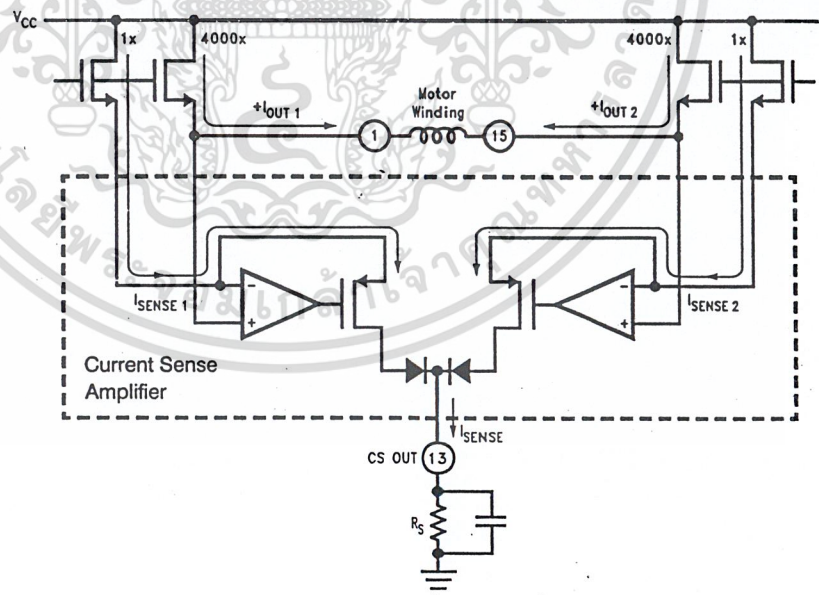 VCC
1x
4000x
4000x
1x
+IOUT 1
Motor
Winding
+IOUT 2
1
15
ISENSE 1
-
+
-
+
ISENSE 2
Current Sense
Amplifier
ISENSE
CS OUT
13
RS